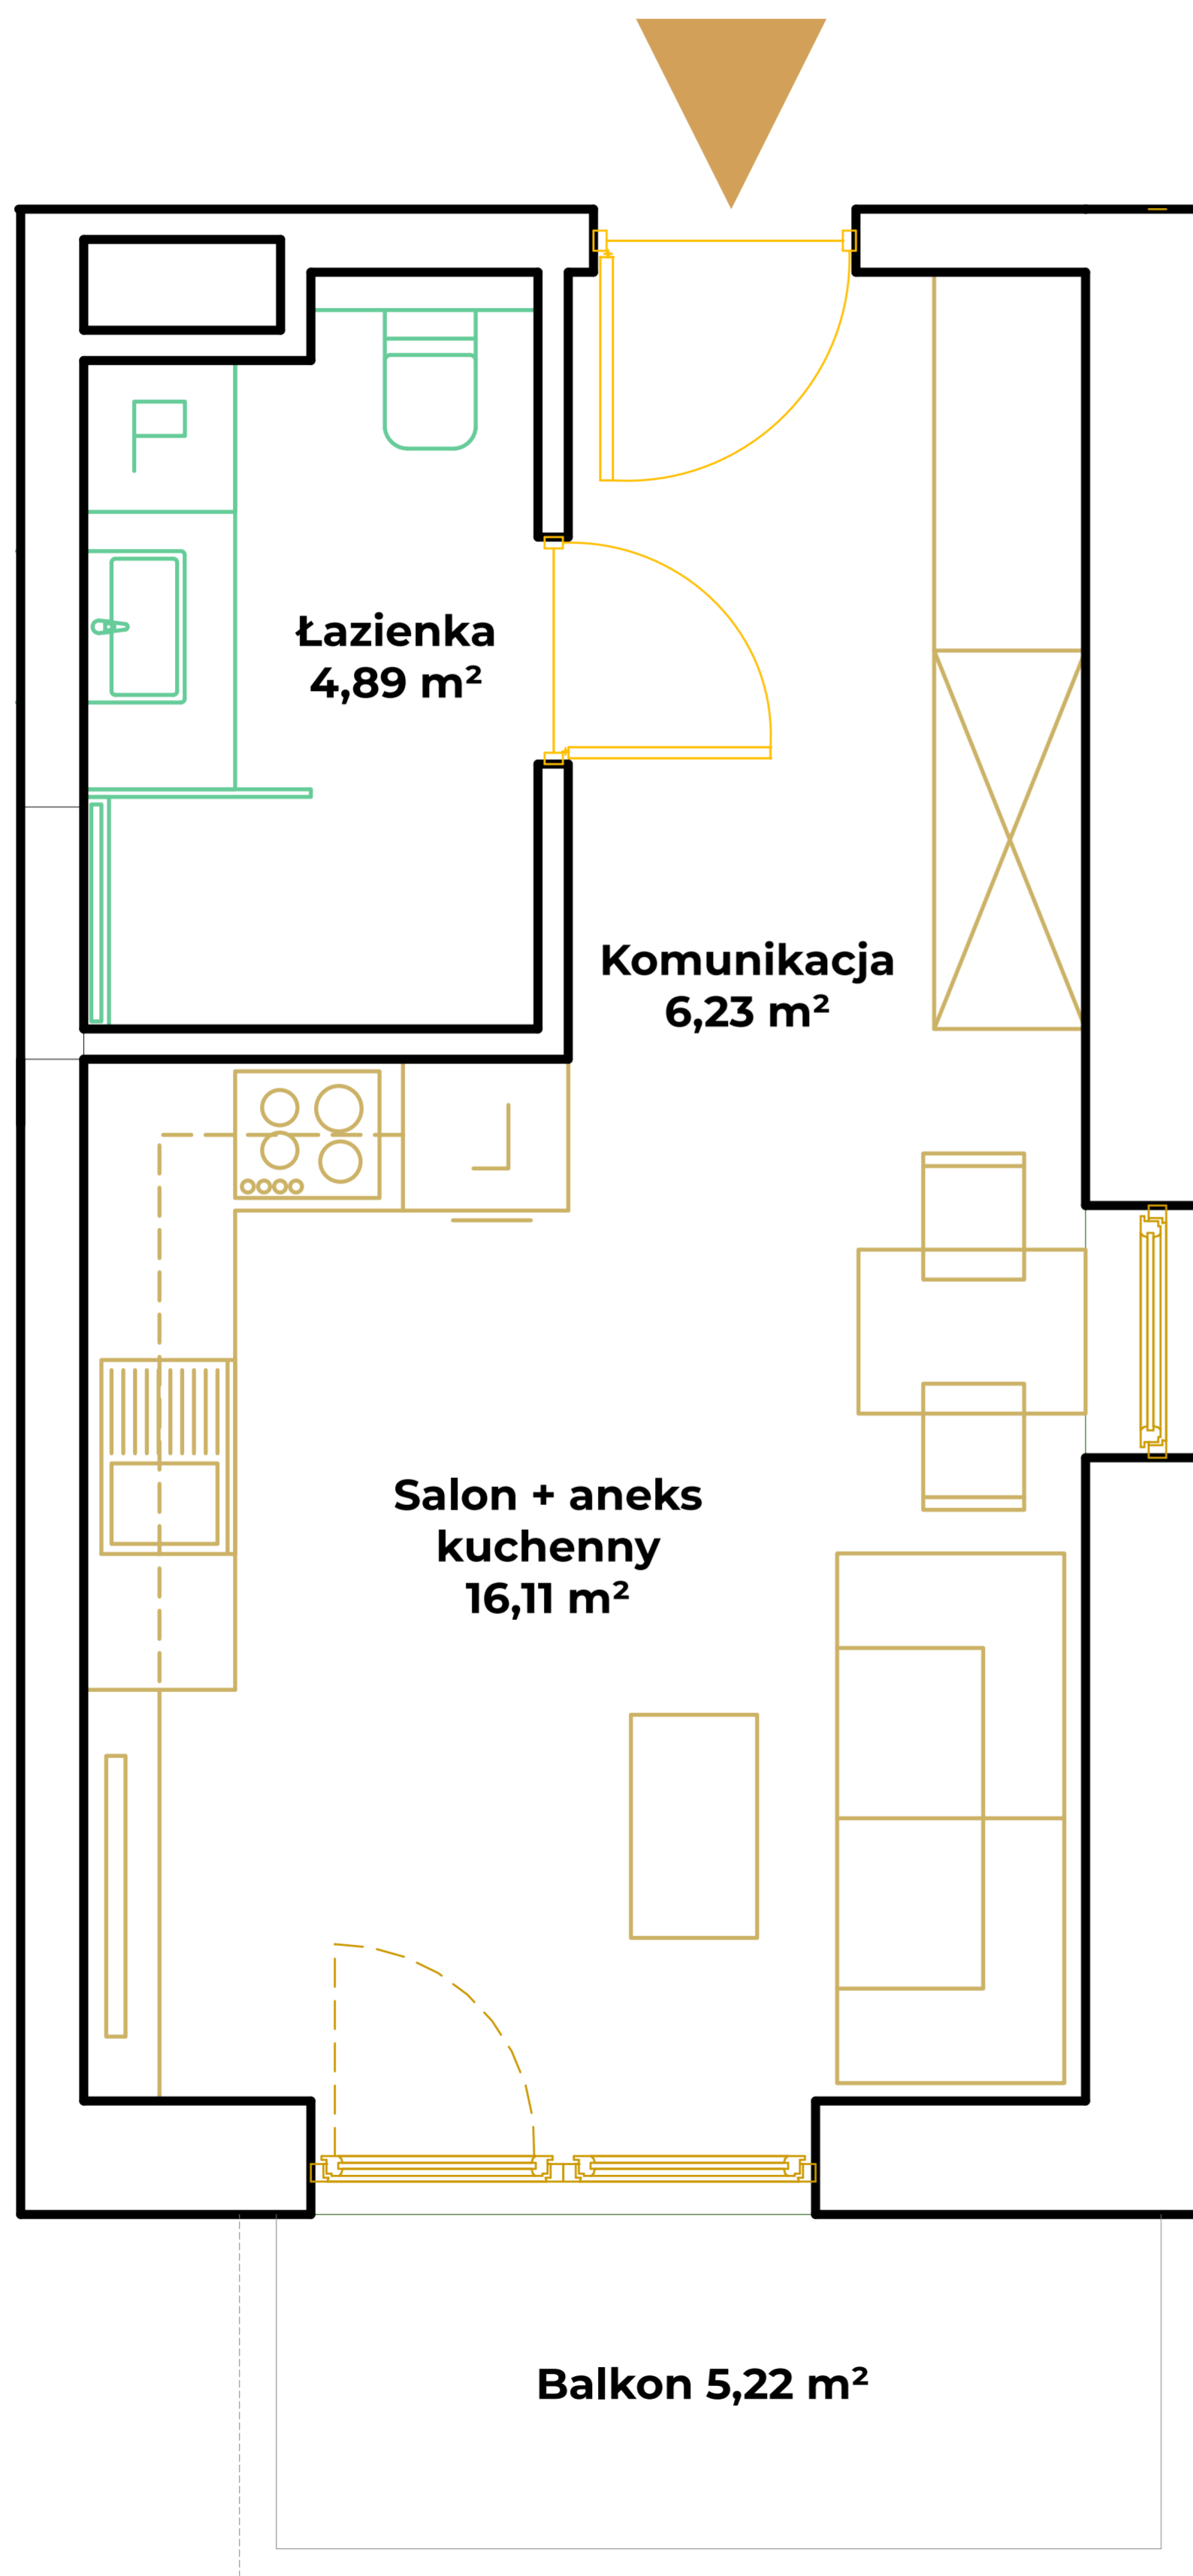 Łazienka
4,89 m²
Komunikacja
6,23 m²
Salon + aneks
kuchenny
16,11 m²
Balkon 5,22 m²